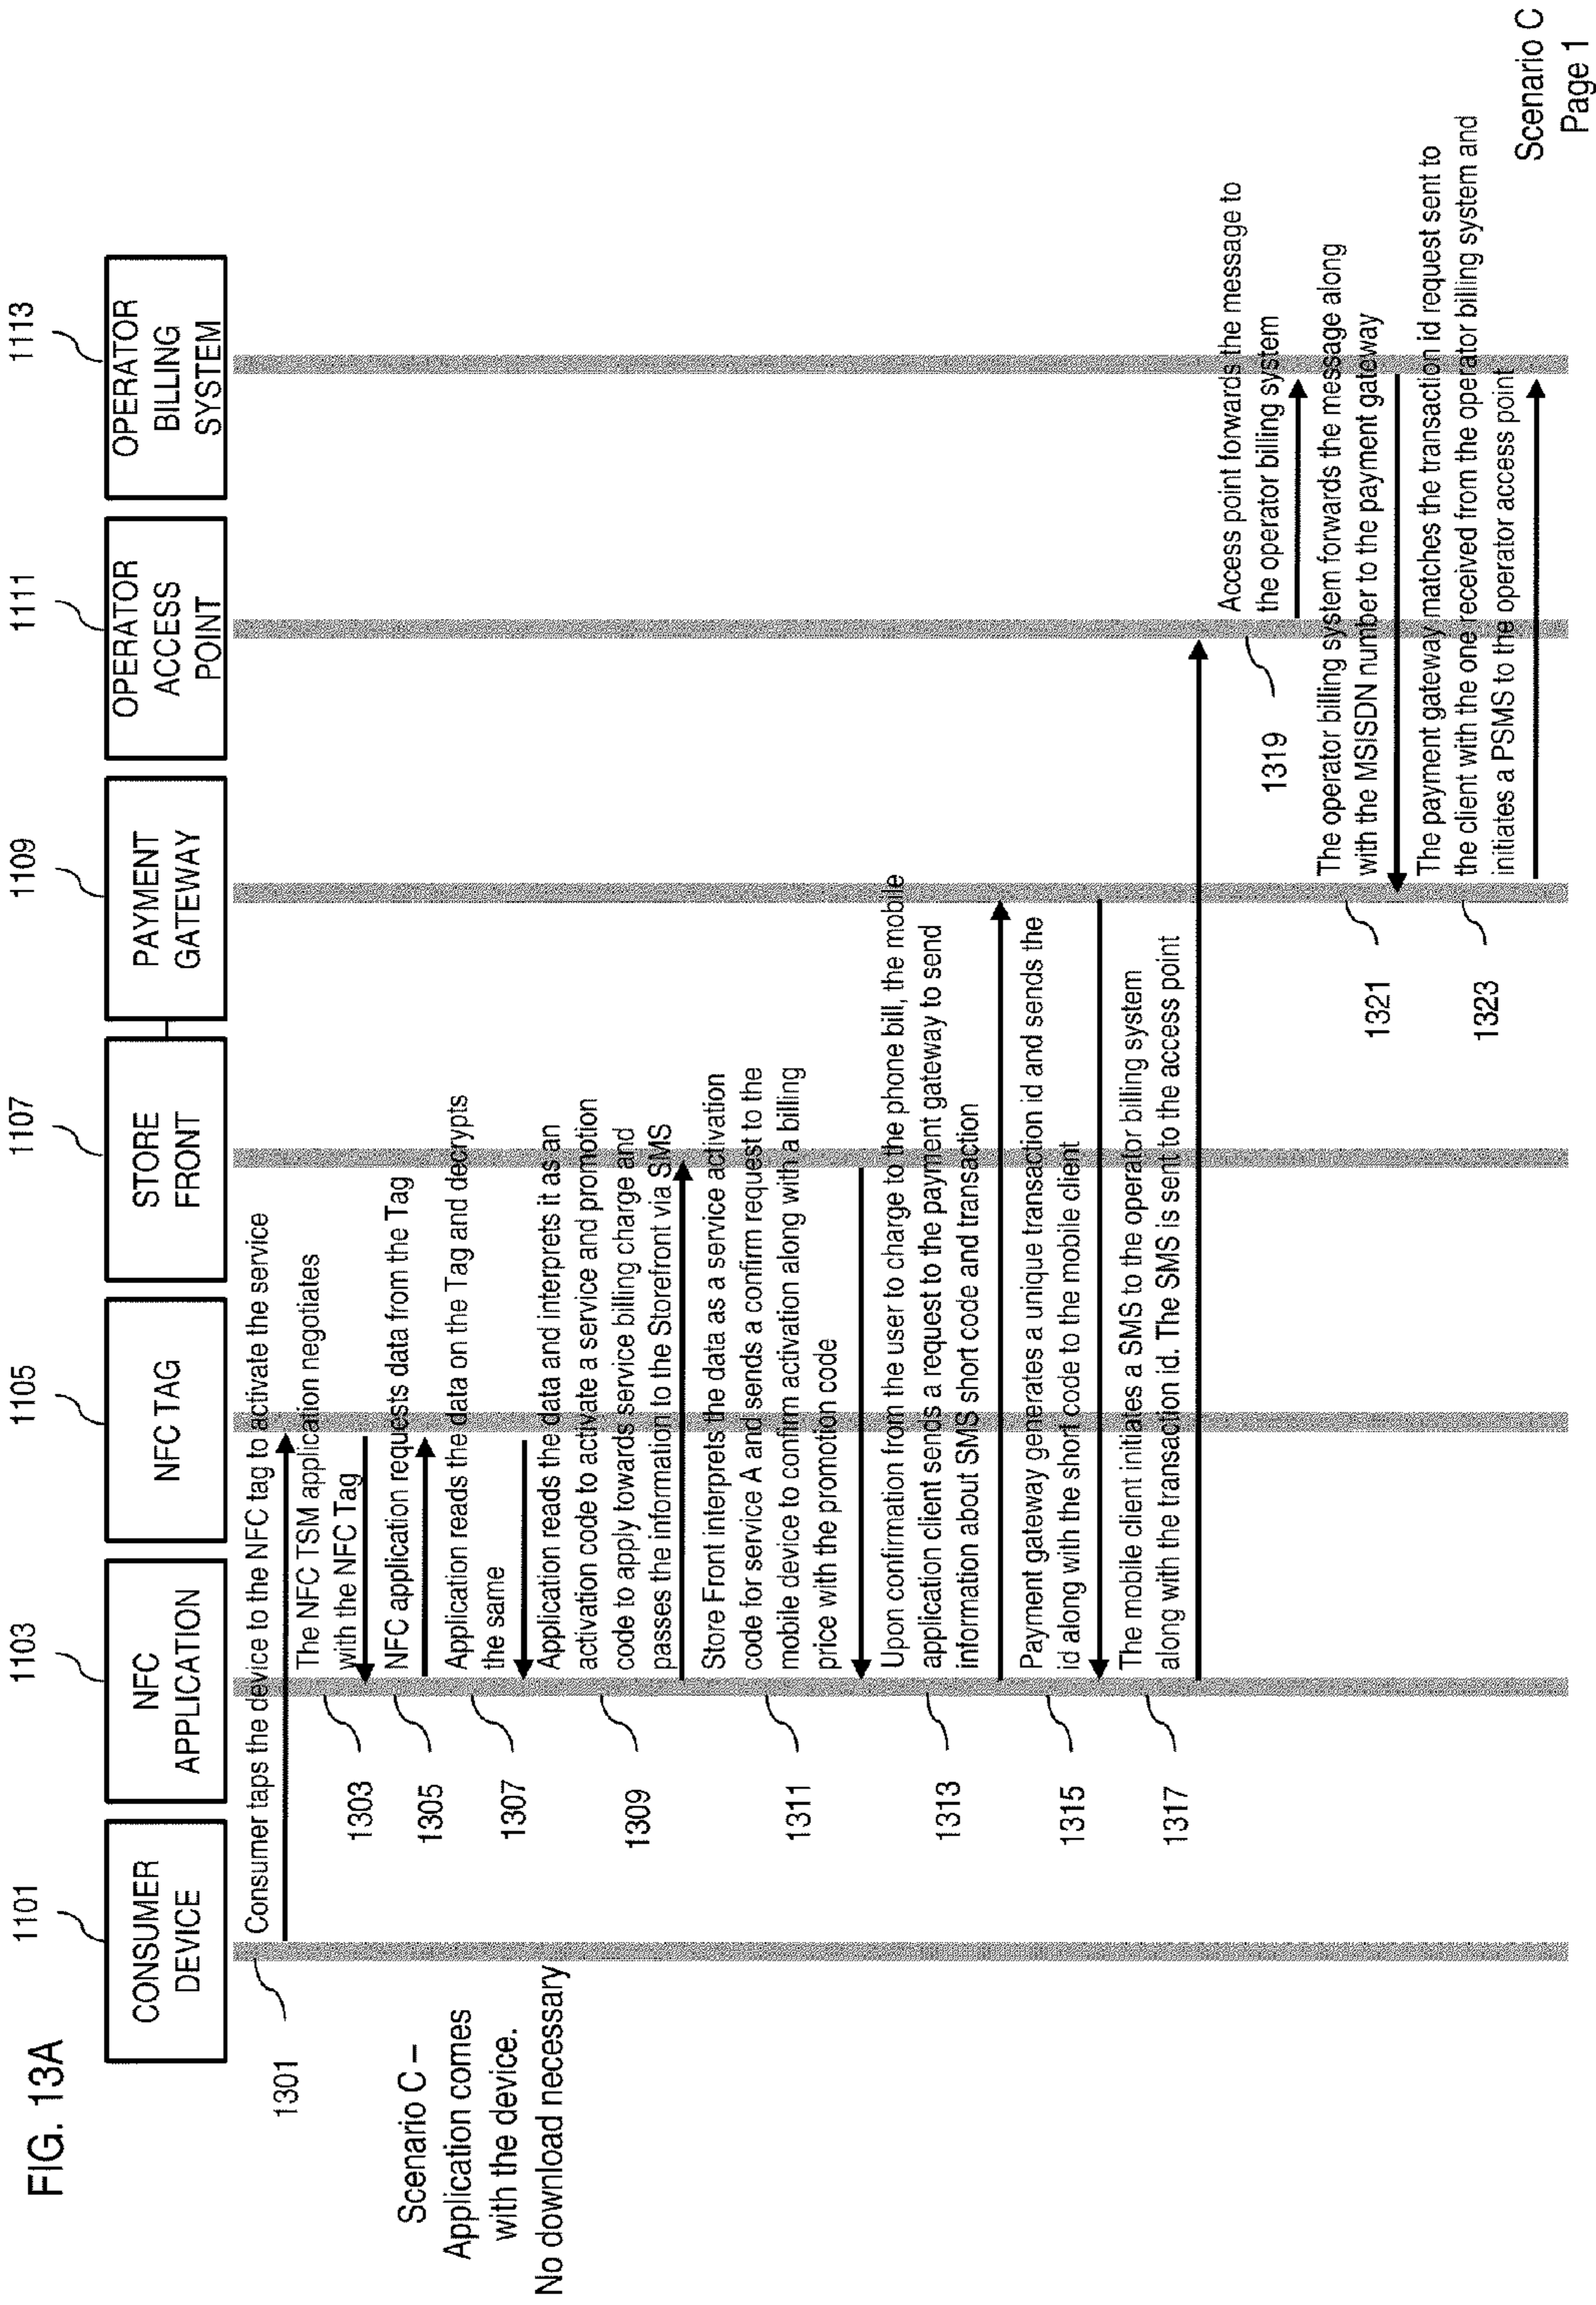 FIG. 13A
1101
1103
1105
1107
1109
1111
1113
CONSUMER
DEVICE
NFC
APPLICATION
NFC TAG
STORE
FRONT
PAYMENT
GATEWAY
OPERATOR
ACCESS
POINT
OPERATOR
BILLING
SYSTEM
Scenario C –
Application comes
with the device.
No download necessary
1301
Consumer taps the device to the NFC tag to activate the service
1303
The NFC TSM application negotiates
with the NFC Tag
1305
NFC application requests data from the Tag
1307
Application reads the data on the Tag and decrypts
the same
1309
Application reads the data and interprets it as an
activation code to activate a service and promotion
code to apply towards service billing charge and
passes the information to the Storefront via SMS
1311
Store Front interprets the data as a service activation
code for service A and sends a confirm request to the
mobile device to confirm activation along with a billing
price with the promotion code
1313
Upon confirmation from the user to charge to the phone bill, the mobile
application client sends a request to the payment gateway to send
information about SMS short code and transaction
1315
Payment gateway generates a unique transaction id and sends the
id along with the short code to the mobile client
1317
The mobile client initiates a SMS to the operator billing system
along with the transaction id. The SMS is sent to the access point
1319
Access point forwards the message to
the operator billing system
1321
The operator billing system forwards the message along
with the MSISDN number to the payment gateway
1323
The payment gateway matches the transaction id request sent to
the client with the one received from the operator billing system and
initiates a PSMS to the operator access point
Scenario C
Page 1